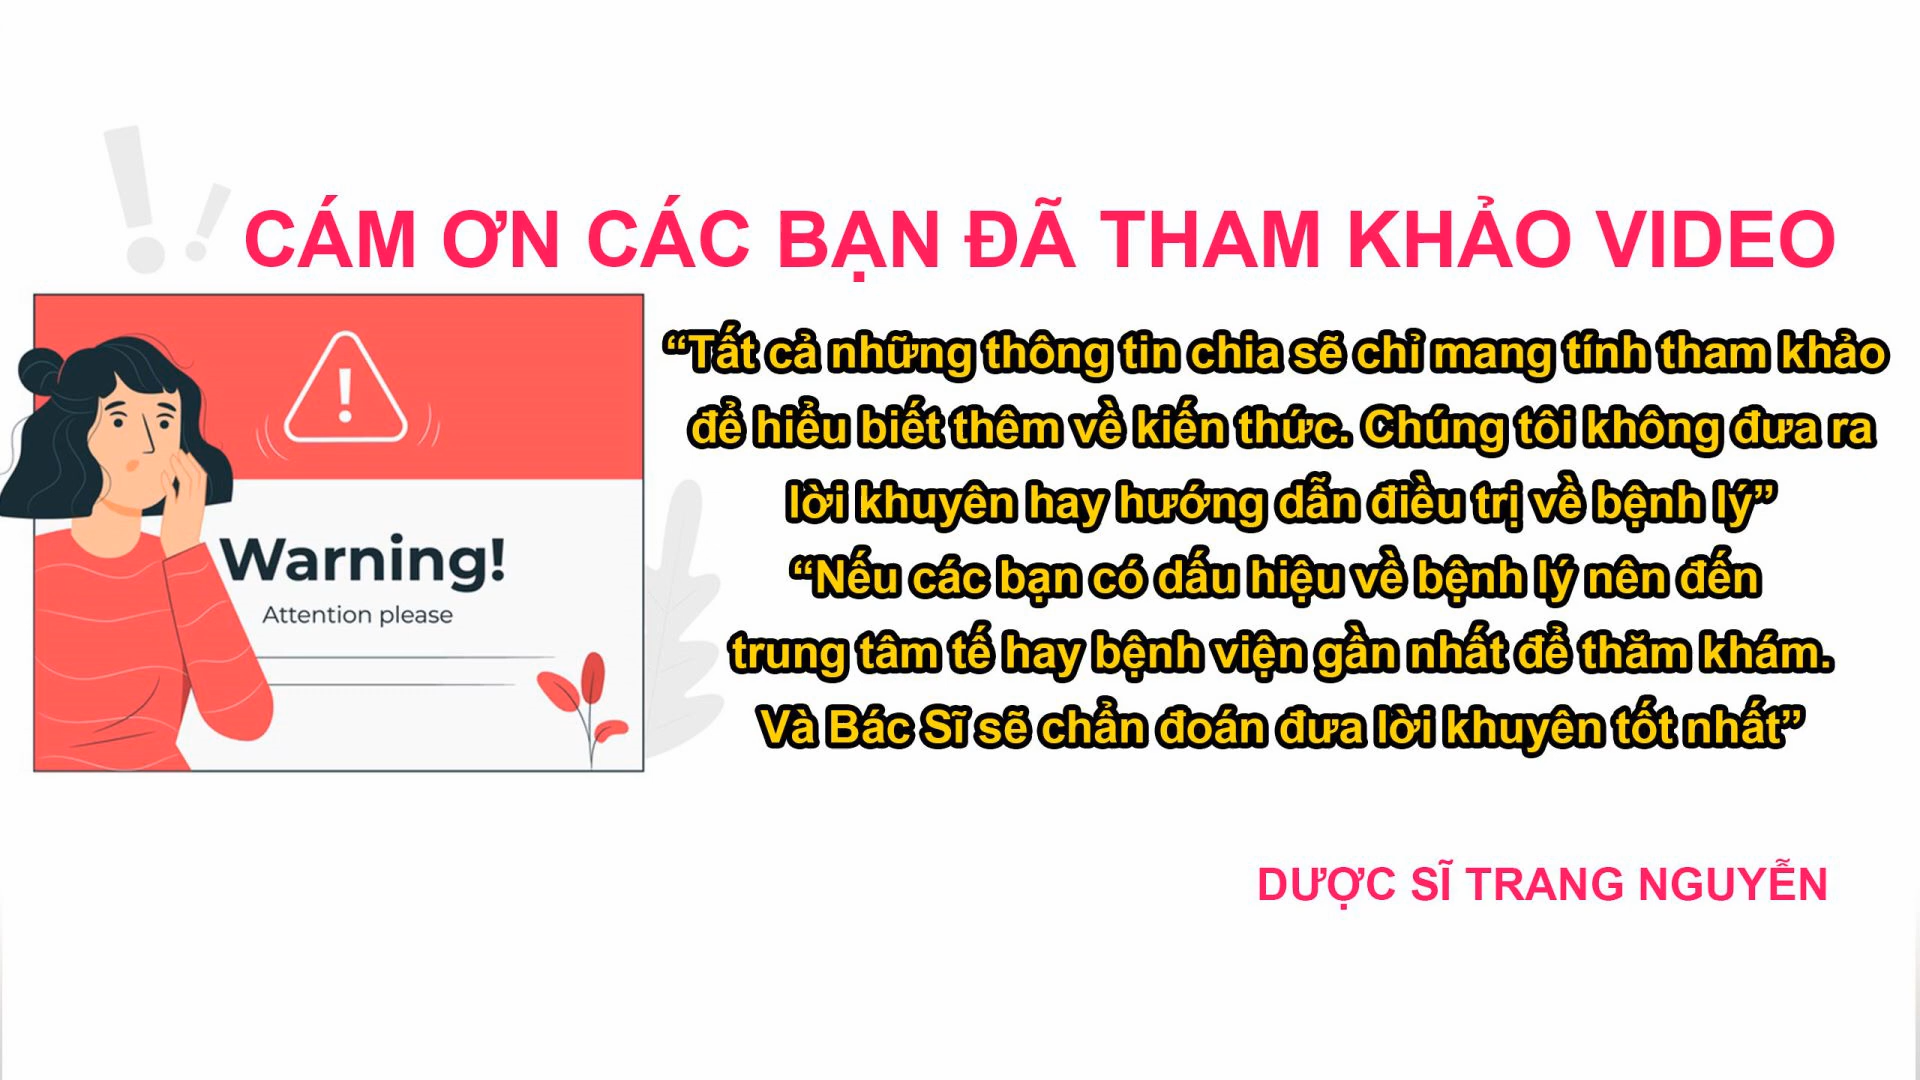 CÁM ƠN CÁC BẠN ĐÃ THAM KHẢO VIDEO
“Tất cả những thông tin chia sẽ chỉ mang tính tham khảo
để hiểu biết thêm về kiến thức. Chúng tôi không đưa ra
lời khuyên hay hướng dẫn điều trị về bệnh lý”
“Nếu các bạn có dấu hiệu về bệnh lý nên đến
trung tâm tế hay bệnh viện gần nhất để thăm khám.
Và Bác Sĩ sẽ chẩn đoán đưa lời khuyên tốt nhất”
Warning!
Attention please
DƯỢC SĨ TRANG NGUYỄN